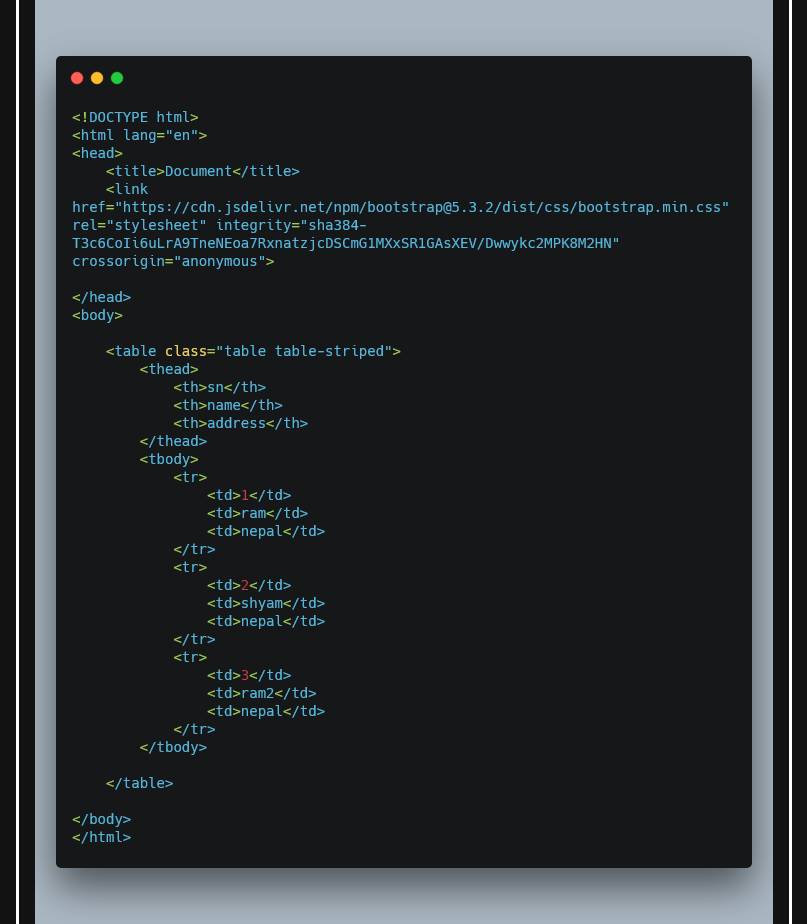 <!DOCTYPE html>
<html lang="en">
<head>
    <title>Document</title>
    <link
href="https://cdn.jsdelivr.net/npm/bootstrap@5.3.2/dist/css/bootstrap.min.css"
rel="stylesheet" integrity="sha384-
T3c6CoIi6uLrA9TneNEoa7RxnatzjcDSCmG1MXxSR1GAsXEV/Dwwykc2MPK8M2HN"
crossorigin="anonymous">

</head>
<body>

    <table class="table table-striped">
        <thead>
            <th>sn</th>
            <th>name</th>
            <th>address</th>
        </thead>
        <tbody>
            <tr>
                <td>1</td>
                <td>ram</td>
                <td>nepal</td>
            </tr>
            <tr>
                <td>2</td>
                <td>shyam</td>
                <td>nepal</td>
            </tr>
            <tr>
                <td>3</td>
                <td>ram2</td>
                <td>nepal</td>
            </tr>
        </tbody>

    </table>

</body>
</html>